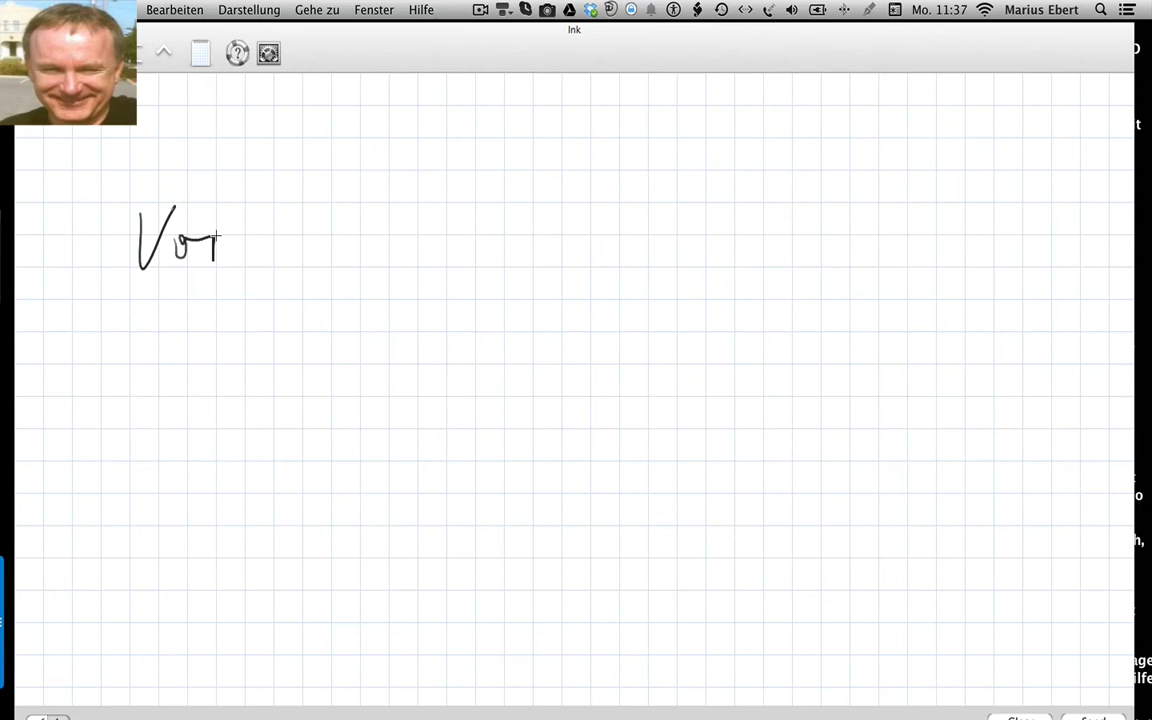 Bearbeiten Darstellung Gehe zu Fenster Hilfe Mo. 11:37 Marius Ebert
Ink
Vor